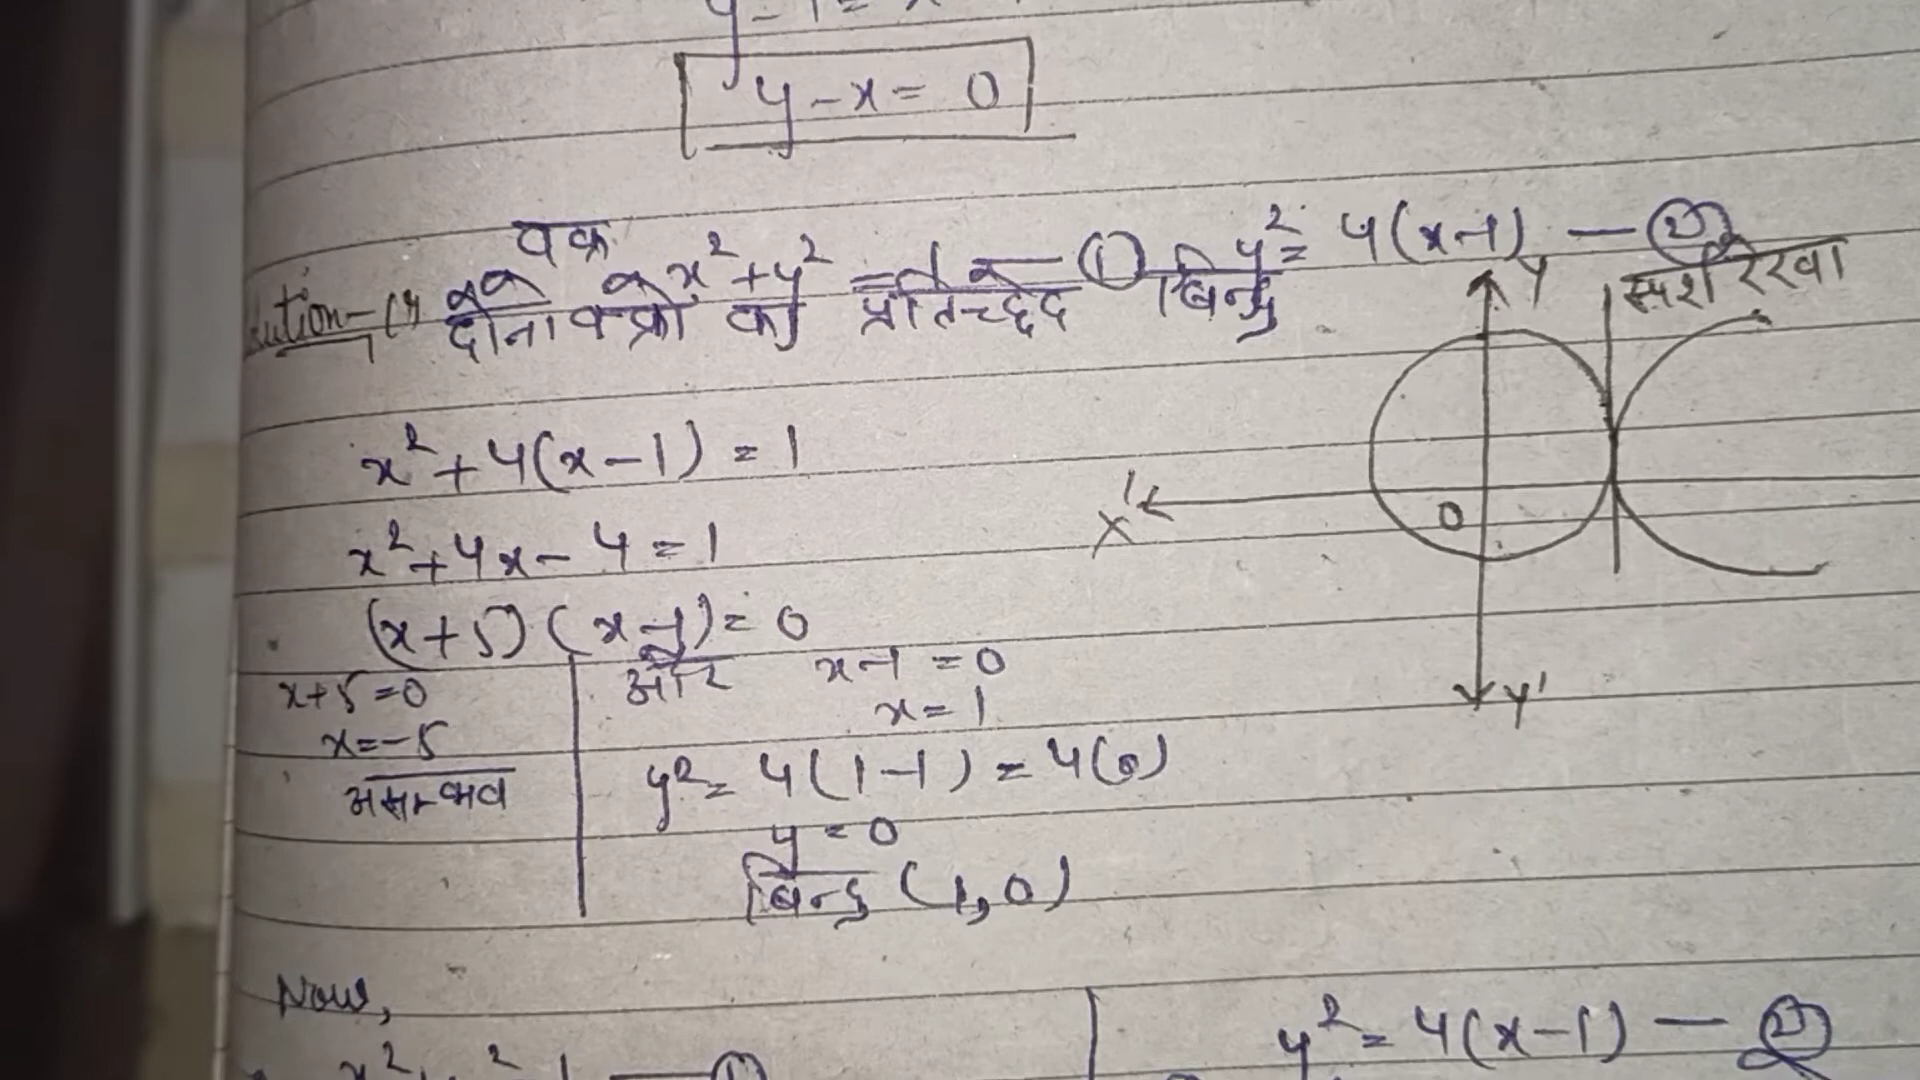 y - x = 0
वक्र x² + y² = 1 — ① y² = 4(x-1) — ②
दोनो वक्रो का प्रतिच्छेद बिन्दु
स्पर्श रेखा
Y
x² + 4(x-1) = 1
x² + 4x - 4 = 1
X'
O
(x+5) (x-1) = 0
x+5 = 0 और x-1 = 0
x = -5 x = 1
Y'
असम्भव y² = 4(1-1) = 4(0)
y = 0
बिन्दु (1,0)
Now,
y² = 4(x-1) — ②